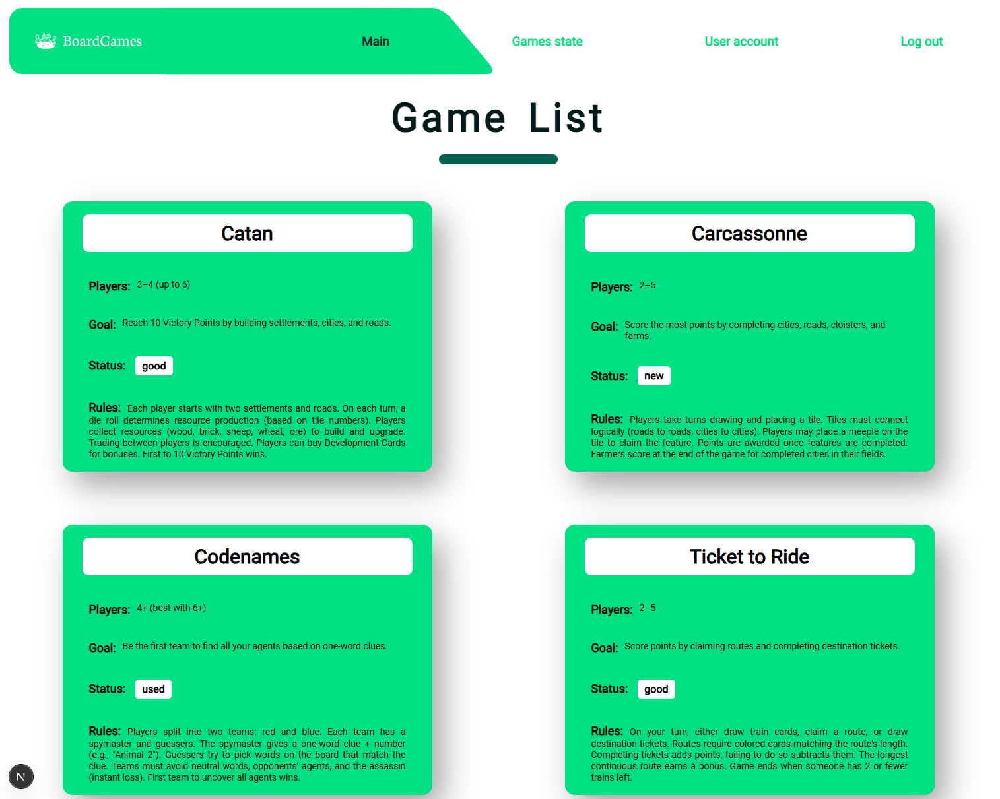 BoardGames
Main
Games state
User account
Log out
Game List
Catan
Players: 3–4 (up to 6)
Goal: Reach 10 Victory Points by building settlements, cities, and roads.
Status: good
Rules: Each player starts with two settlements and roads. On each turn, a
die roll determines resource production (based on tile numbers). Players
collect resources (wood, brick, sheep, wheat, ore) to build and upgrade.
Trading between players is encouraged. Players can buy Development Cards
for bonuses. First to 10 Victory Points wins.
Carcassonne
Players: 2–5
Goal: Score the most points by completing cities, roads, cloisters, and
farms.
Status: new
Rules: Players take turns drawing and placing a tile. Tiles must connect
logically (roads to roads, cities to cities). Players may place a meeple on the
tile to claim the feature. Points are awarded once features are completed.
Farmers score at the end of the game for completed cities in their fields.
Codenames
Players: 4+ (best with 6+)
Goal: Be the first team to find all your agents based on one-word clues.
Status: used
Rules: Players split into two teams: red and blue. Each team has a
spymaster and guessers. The spymaster gives a one-word clue + number
(e.g., "Animal 2"). Guessers try to pick words on the board that match the
clue. Teams must avoid neutral words, opponents’ agents, and the assassin
(instant loss). First team to uncover all agents wins.
Ticket to Ride
Players: 2–5
Goal: Score points by claiming routes and completing destination tickets.
Status: good
Rules: On your turn, either draw train cards, claim a route, or draw
destination tickets. Routes require colored cards matching the route’s length.
Completing tickets adds points; failing to do so subtracts them. The longest
continuous route earns a bonus. Game ends when someone has 2 or fewer
trains left.
N